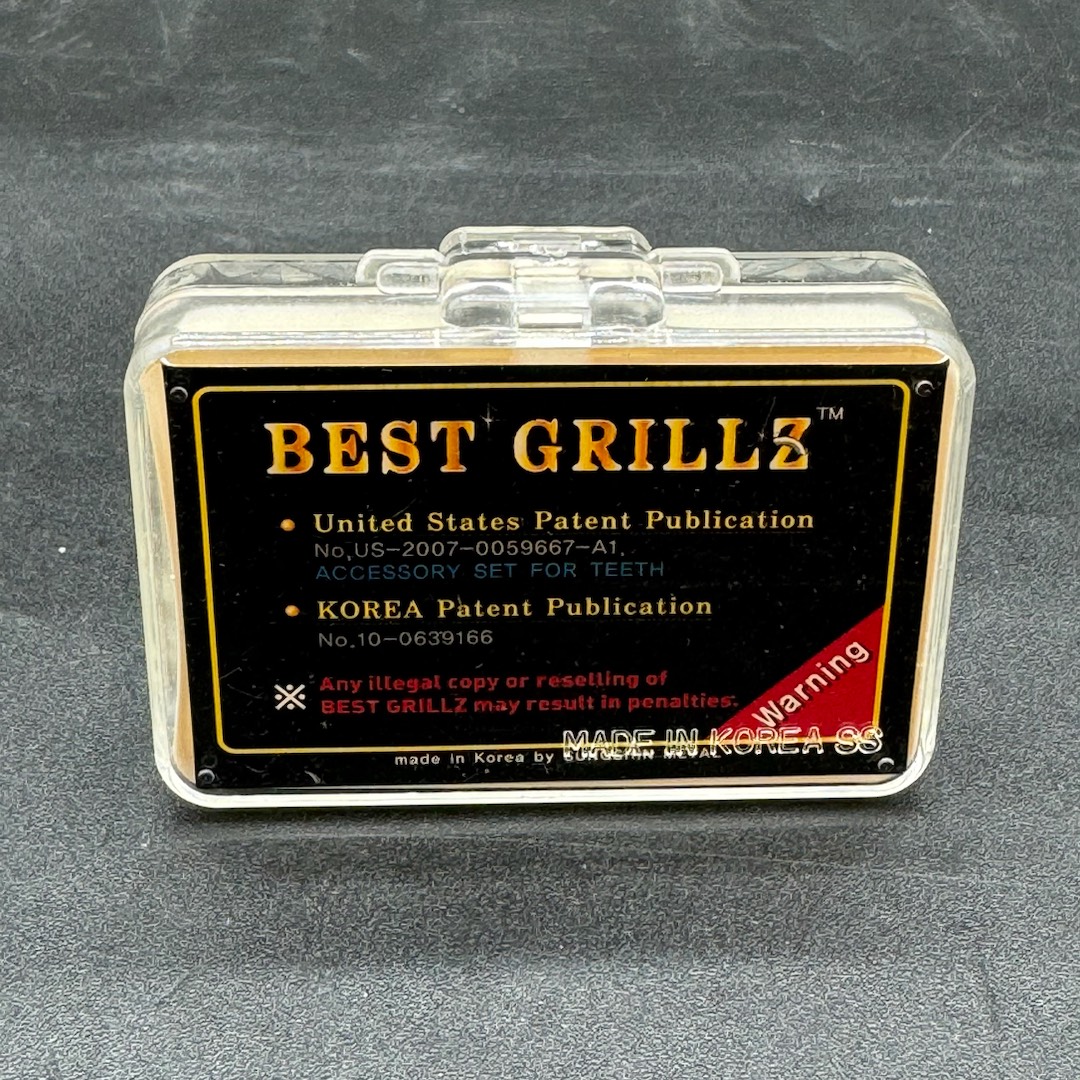 BEST GRILLZ™
• United States Patent Publication
No.US-2007-0059667-A1.
ACCESSORY SET FOR TEETH
• KOREA Patent Publication
No.10-0639166
※ Any illegal copy or reselling of
BEST GRILLZ may result in penalties.
Warning
MADE IN KOREA SS
made in Korea by METAL